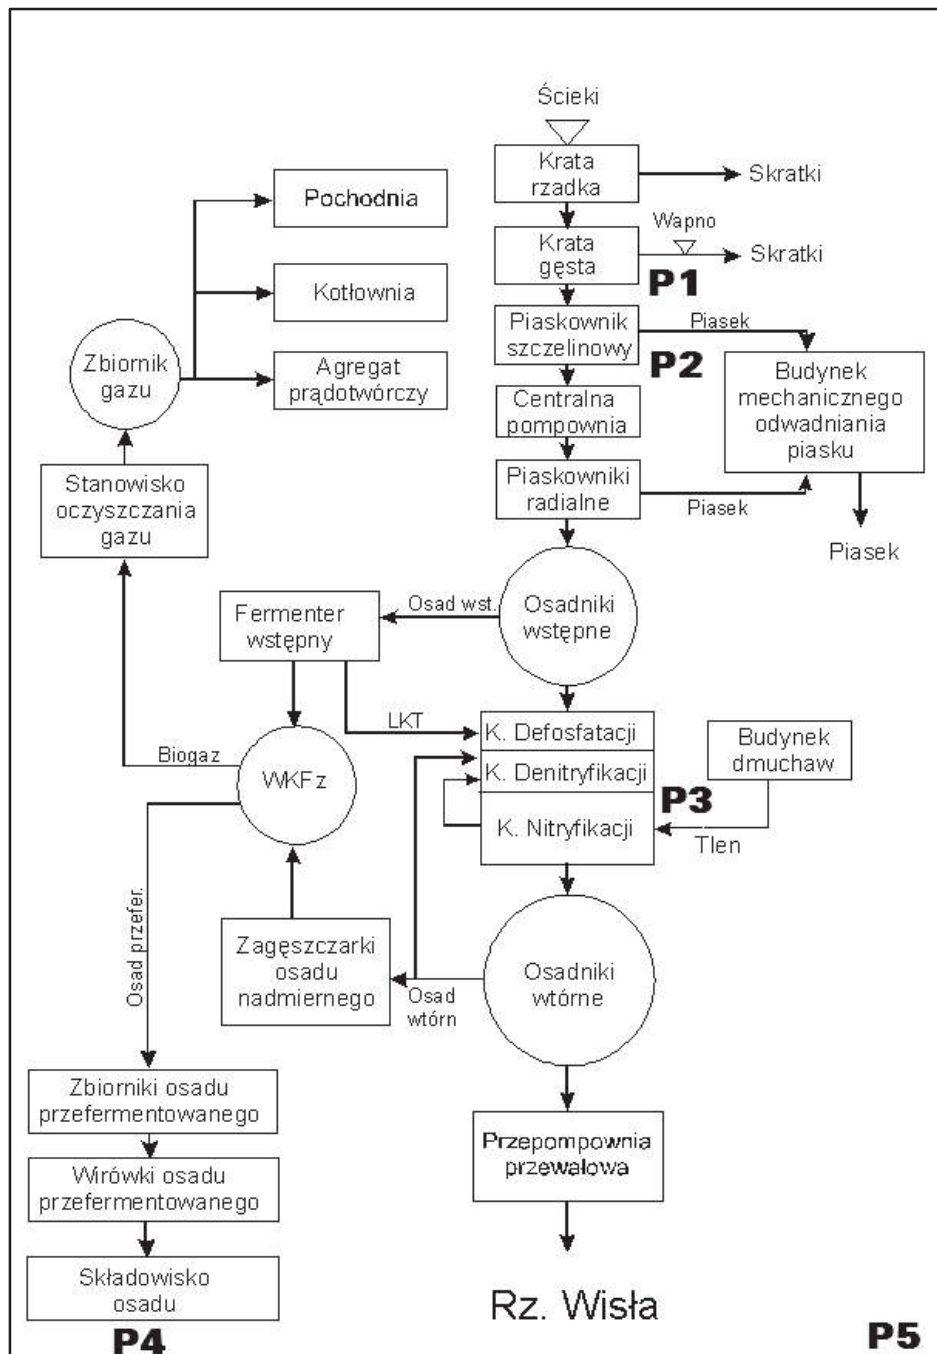 Ścieki
Krata
rzadka
Skratki
Wapno
Krata
gęsta
Skratki
P1
Piaskownik
szczelinowy
Piasek
P2
Budynek
mechanicznego
odwadniania
piasku
Centralna
pompownia
Piaskowniki
radialne
Piasek
Piasek
Pochodnia
Kotłownia
Agregat
prądotwórczy
Zbiornik
gazu
Stanowisko
oczyszczania
gazu
Osadniki
wstępne
Osad wst.
Fermenter
wstępny
LKT
K. Defosfatacji
K. Denitryfikacji
K. Nitryfikacji
P3
Budynek
dmuchaw
Tlen
Biogaz
WKFz
Osad przefer.
Zagęszczarki
osadu
nadmiernego
Osad
wtórn
Osadniki
wtórne
Zbiorniki osadu
przefermentowanego
Wirówki osadu
przefermentowanego
Składowisko
osadu
P4
Przepompownia
przewałowa
Rz. Wisła
P5